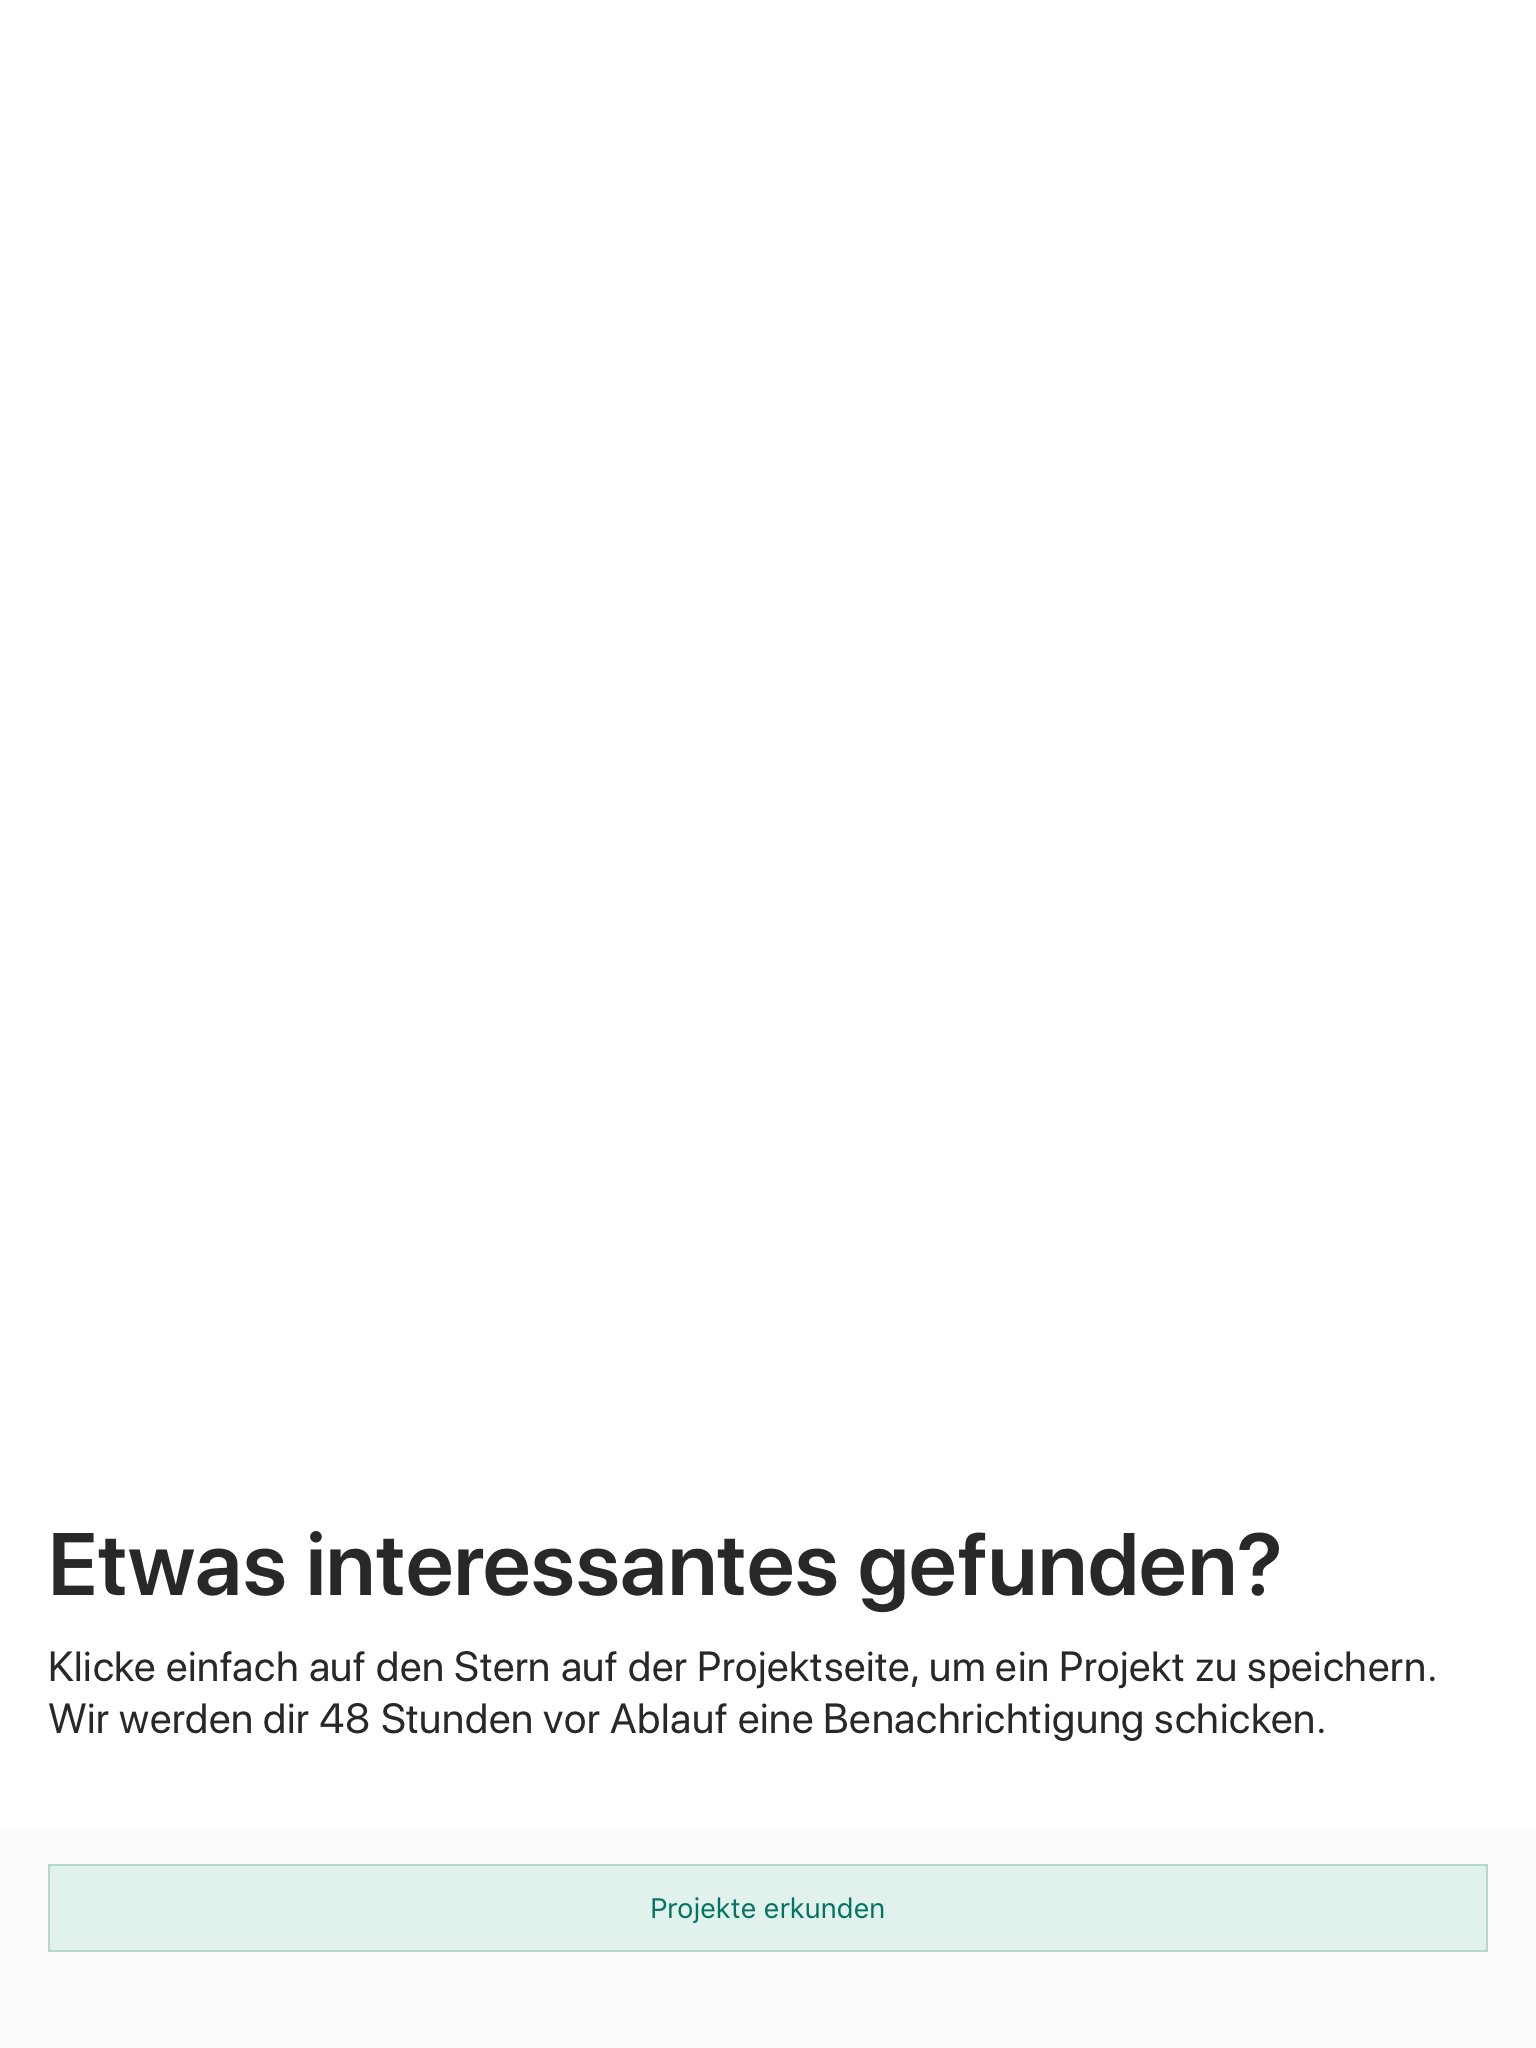 Etwas interessantes gefunden?
Klicke einfach auf den Stern auf der Projektseite, um ein Projekt zu speichern.
Wir werden dir 48 Stunden vor Ablauf eine Benachrichtigung schicken.
Projekte erkunden